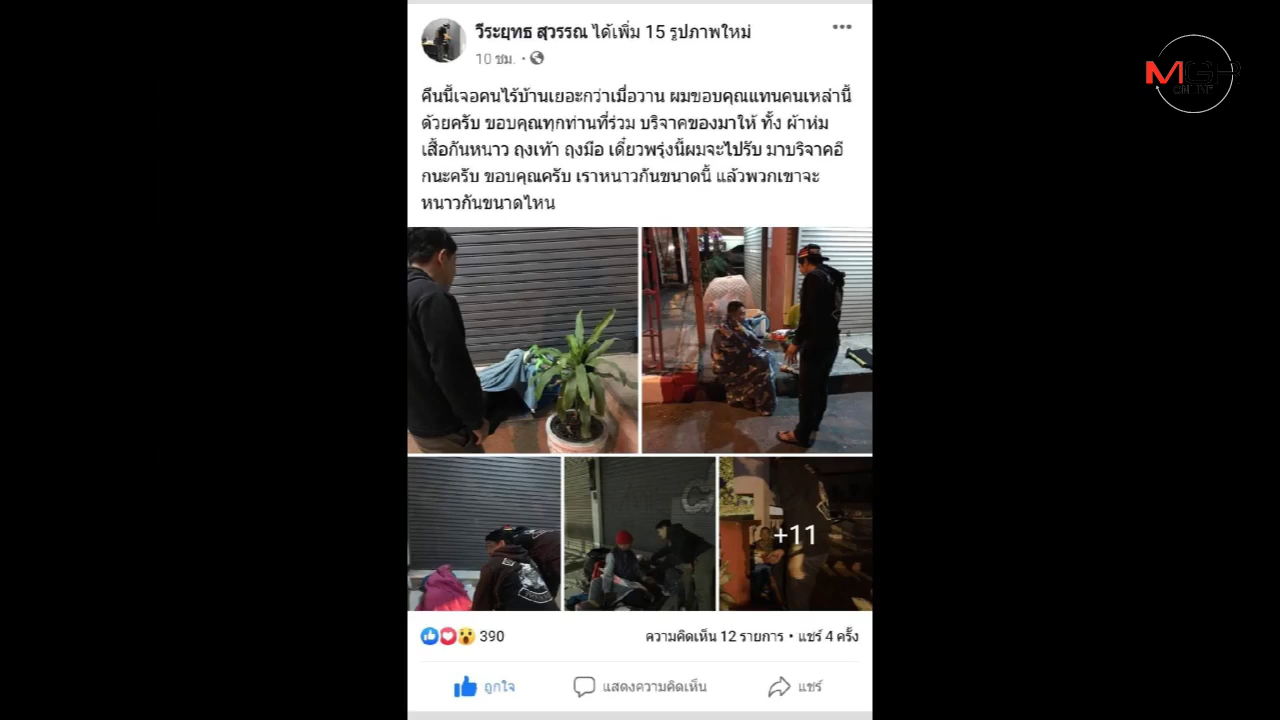 วีระยุทธ สุวรรณ ได้เพิ่ม 15 รูปภาพใหม่
10 ชม. •
MGR
ONLINE
คืนนี้เจอคนไร้บ้านเยอะกว่าเมื่อวาน ผมขอบคุณแทนคนเหล่านี้
ด้วยครับ ขอบคุณทุกท่านที่ร่วม บริจาคของมาให้ ทั้ง ผ้าห่ม
เสื้อกันหนาว ถุงเท้า ถุงมือ เดี๋ยวพรุ่งนี้ผมจะไปรับ มาบริจาคอี
กนะครับ ขอบคุณครับ เราหนาวกันขนาดนี้ แล้วพวกเขาจะ
หนาวกันขนาดไหน
+11
390
ความคิดเห็น 12 รายการ • แชร์ 4 ครั้ง
ถูกใจ
แสดงความคิดเห็น
แชร์